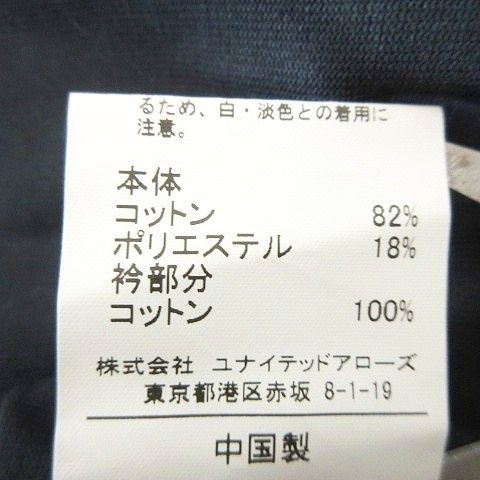 るため、白・淡色との着用に
注意。
本体
コットン 82%
ポリエステル 18%
衿部分
コットン 100%
株式会社 ユナイテッドアローズ
東京都港区赤坂 8-1-19
中国製